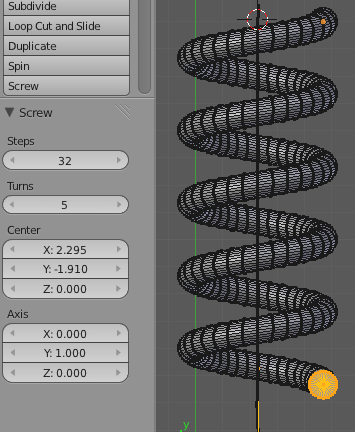 Subdivide
Loop Cut and Slide
Duplicate
Spin
Screw
Screw
Steps
32
Turns
5
Center
X: 2.295
Y: -1.910
Z: 0.000
Axis
X: 0.000
Y: 1.000
Z: 0.000
y